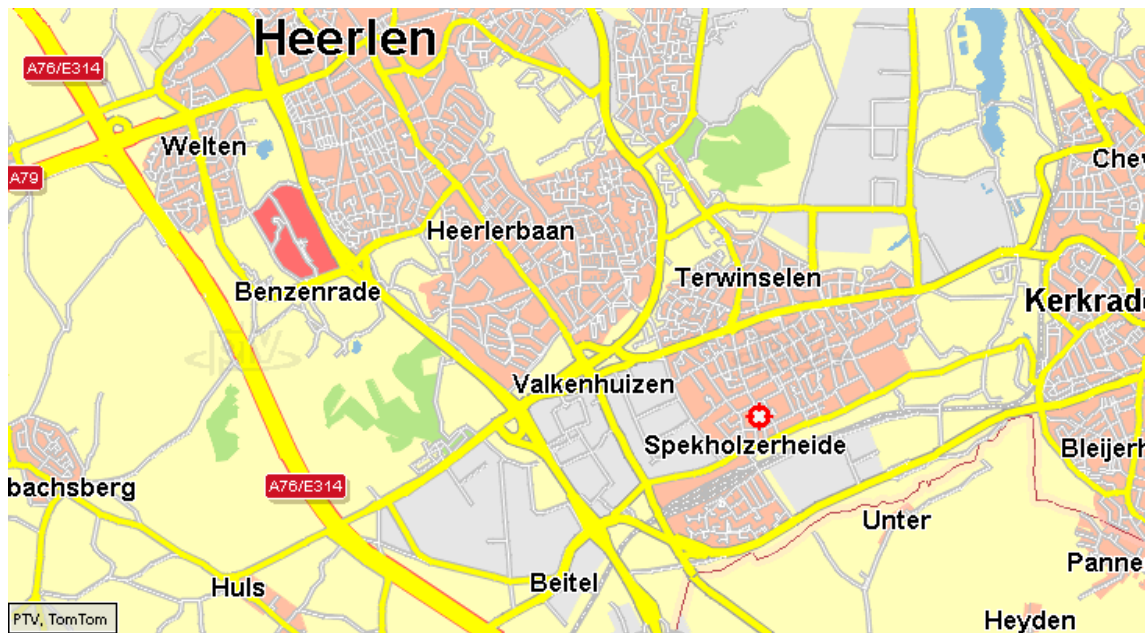 Heerlen
A76/E314
Welten
Chev
A79
Heerlerbaan
Terwinselen
Benzenrade
Kerkrad
Valkenhuizen
Spekholzerheide
Bleijerh
bachsberg
A76/E314
Unter
Panne
Huls
Beitel
Heyden
PTV, TomTom